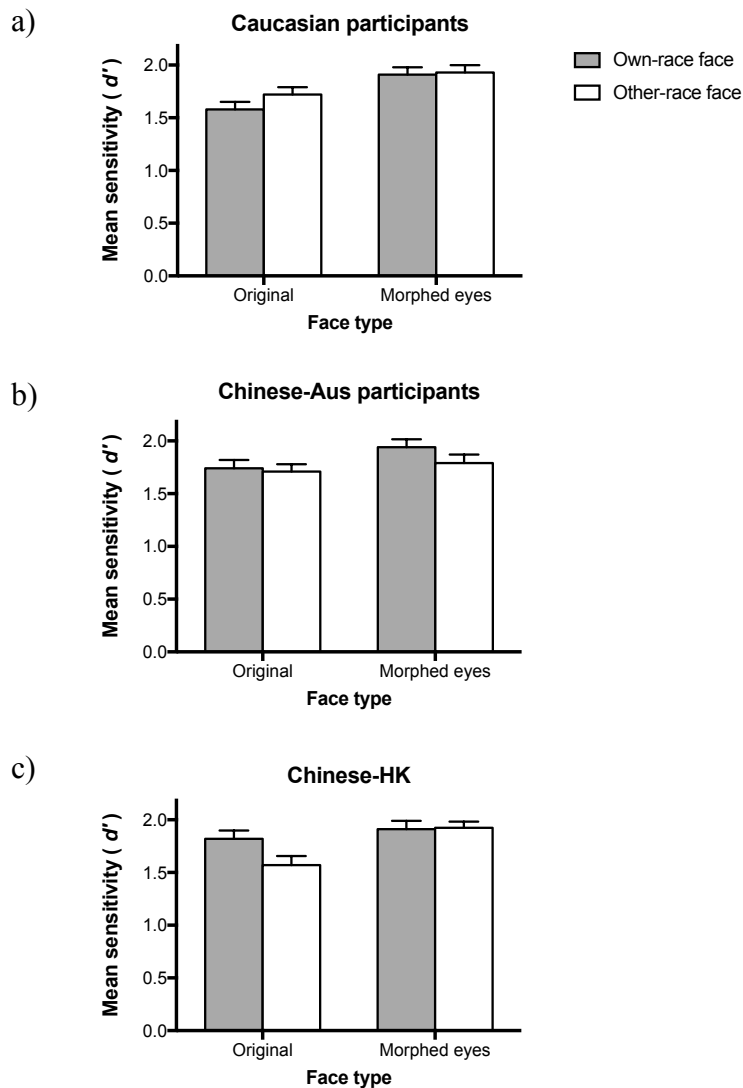 a)
Caucasian participants
Own-race face
Other-race face
Mean sensitivity ( d' )
2.0
1.5
1.0
0.5
0.0
Original
Morphed eyes
Face type
b)
Chinese-Aus participants
Mean sensitivity ( d' )
2.0
1.5
1.0
0.5
0.0
Original
Morphed eyes
Face type
c)
Chinese-HK
Mean sensitivity ( d' )
2.0
1.5
1.0
0.5
0.0
Original
Morphed eyes
Face type